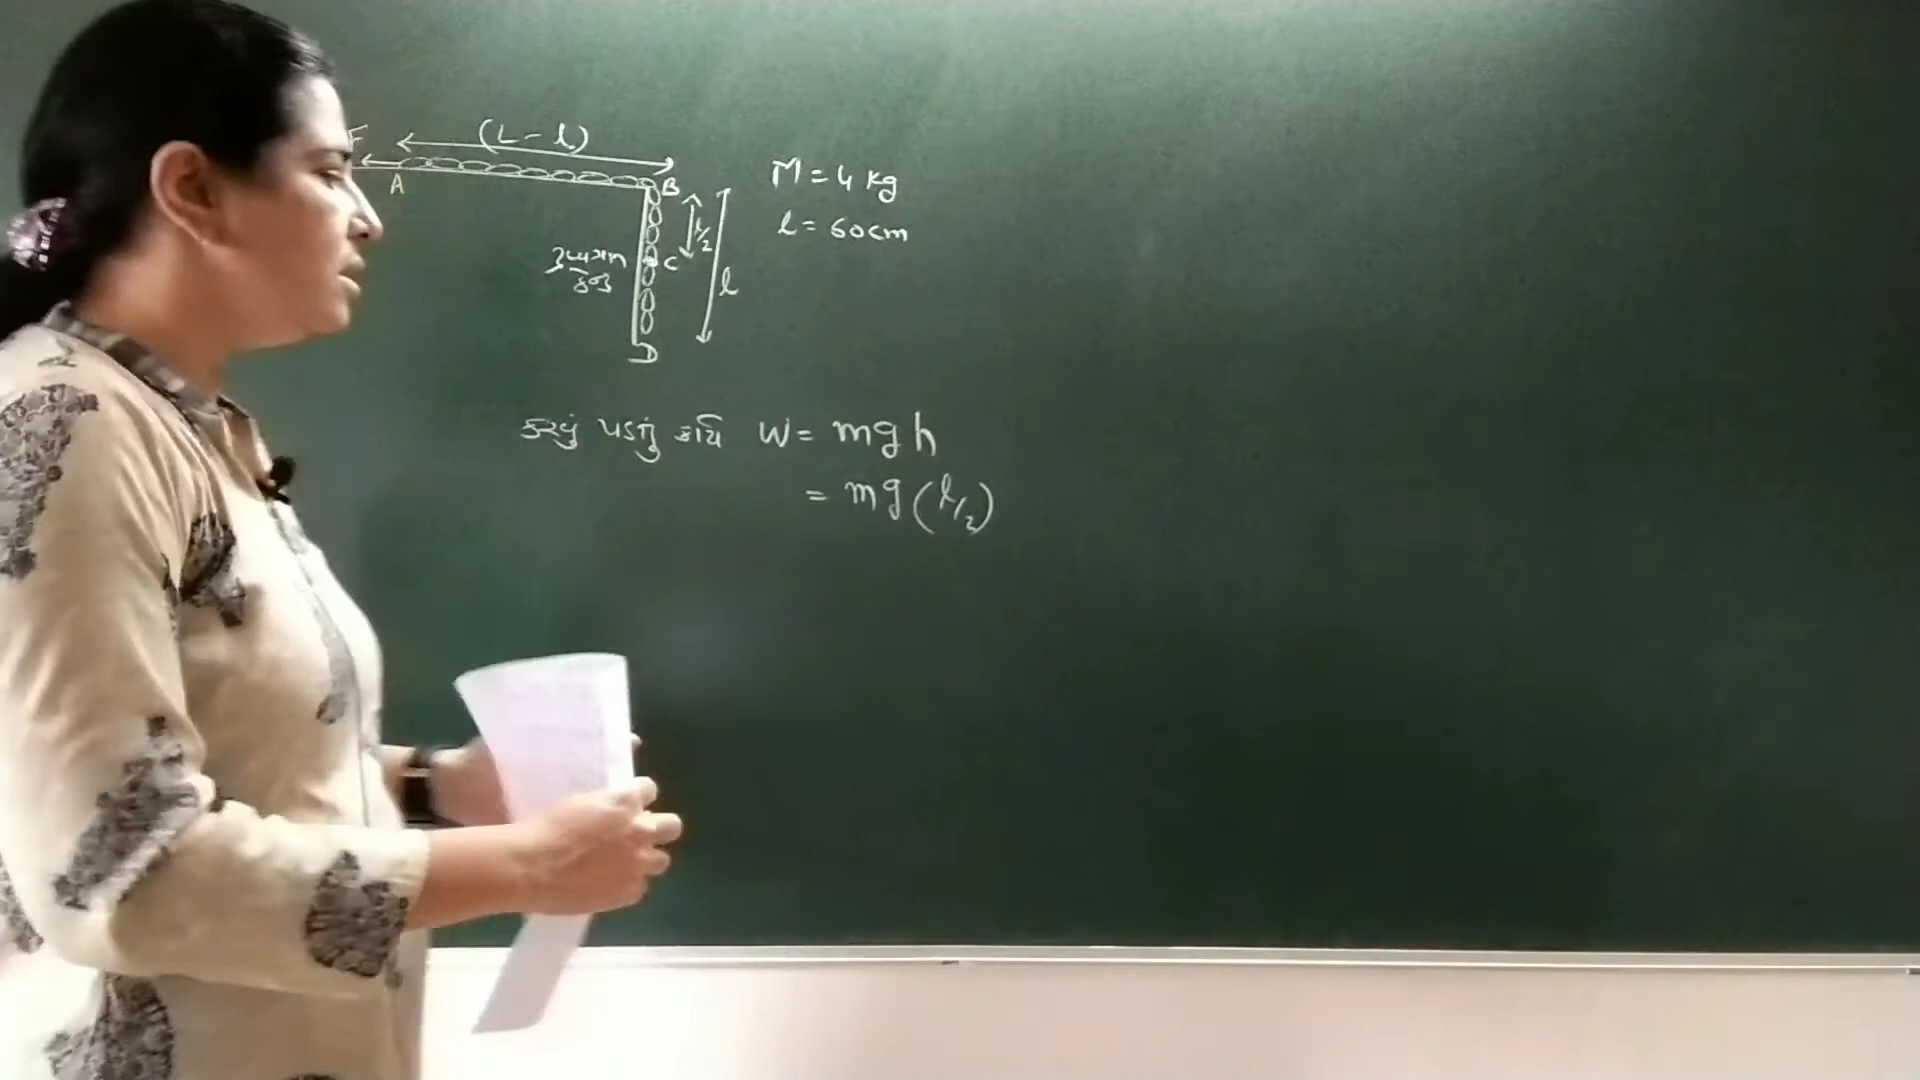 F (L - l)
A B
M = 4 kg
l = 60cm
l/2
C
l
દ્રવ્યમાન
કેન્દ્ર
D
કરવું પડતું કાર્ય W = mgh
= mg(l/2)